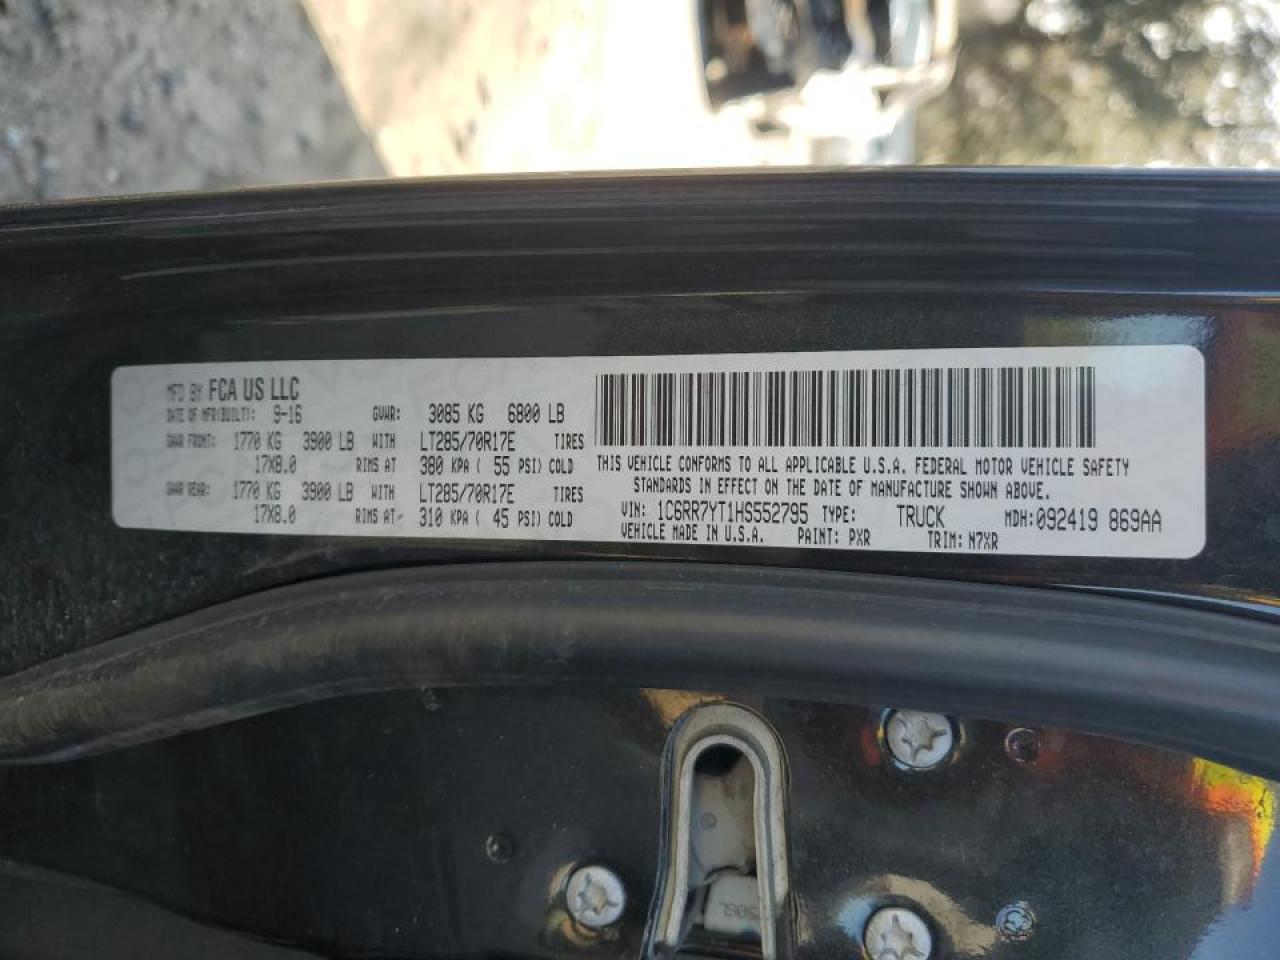 MFD BY FCA US LLC
DATE OF MFR(BUILT): 9-16 GVWR: 3085 KG 6800 LB
GAWR FRONT: 1770 KG 3900 LB WITH LT285/70R17E TIRES
17X8.0 RIMS AT 380 KPA ( 55 PSI) COLD
GAWR REAR: 1770 KG 3900 LB WITH LT285/70R17E TIRES
17X8.0 RIMS AT 310 KPA ( 45 PSI) COLD
THIS VEHICLE CONFORMS TO ALL APPLICABLE U.S.A. FEDERAL MOTOR VEHICLE SAFETY
STANDARDS IN EFFECT ON THE DATE OF MANUFACTURE SHOWN ABOVE.
VIN: 1C6RR7YT1HS552795 TYPE: TRUCK MDH: 092419 869AA
VEHICLE MADE IN U.S.A. PAINT: PXR TRIM: N7XR